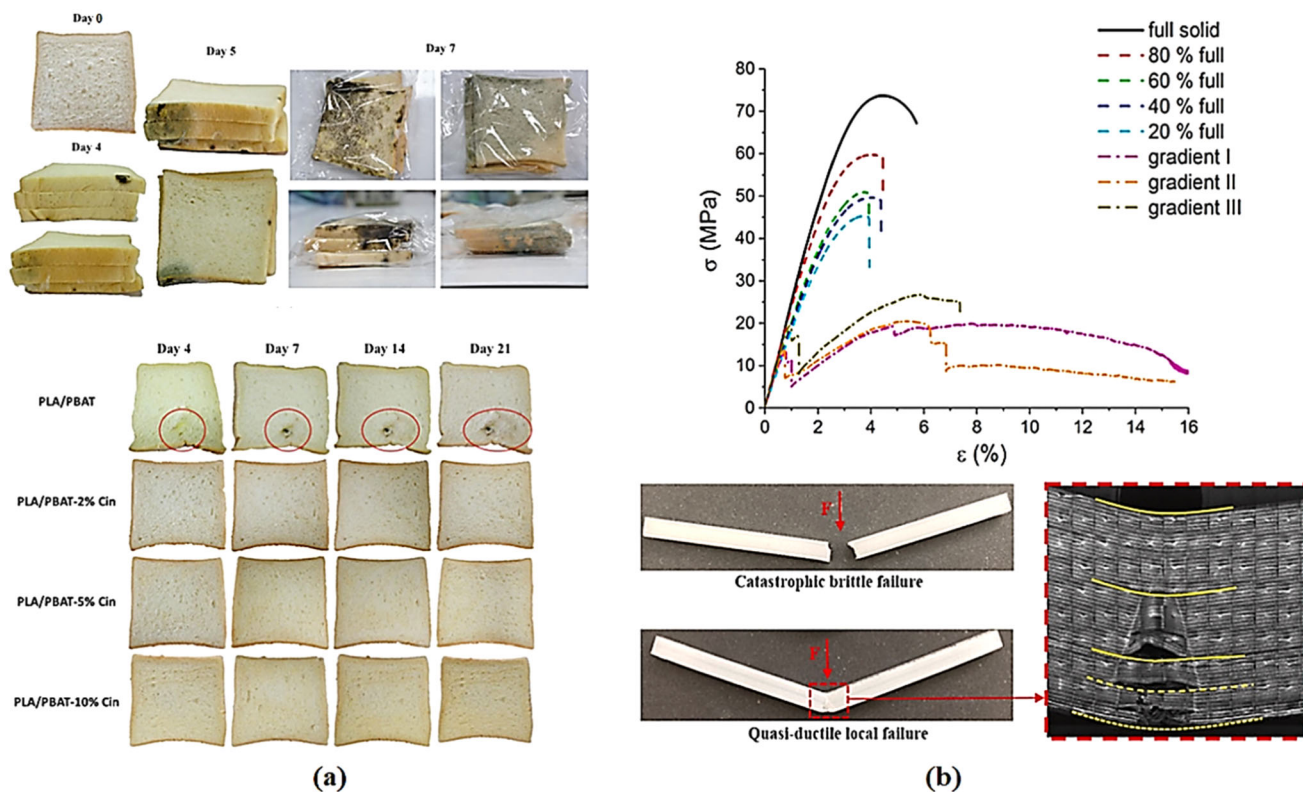 Day 0
Day 5
Day 7
Day 4
Day 4 Day 7 Day 14 Day 21
PLA/PBAT
PLA/PBAT-2% Cin
PLA/PBAT-5% Cin
PLA/PBAT-10% Cin
(a)
full solid
80 % full
60 % full
40 % full
20 % full
gradient I
gradient II
gradient III
80
70
60
50
40
30
20
10
0
σ (MPa)
0 2 4 6 8 10 12 14 16
ε (%)
F
Catastrophic brittle failure
F
Quasi-ductile local failure
(b)